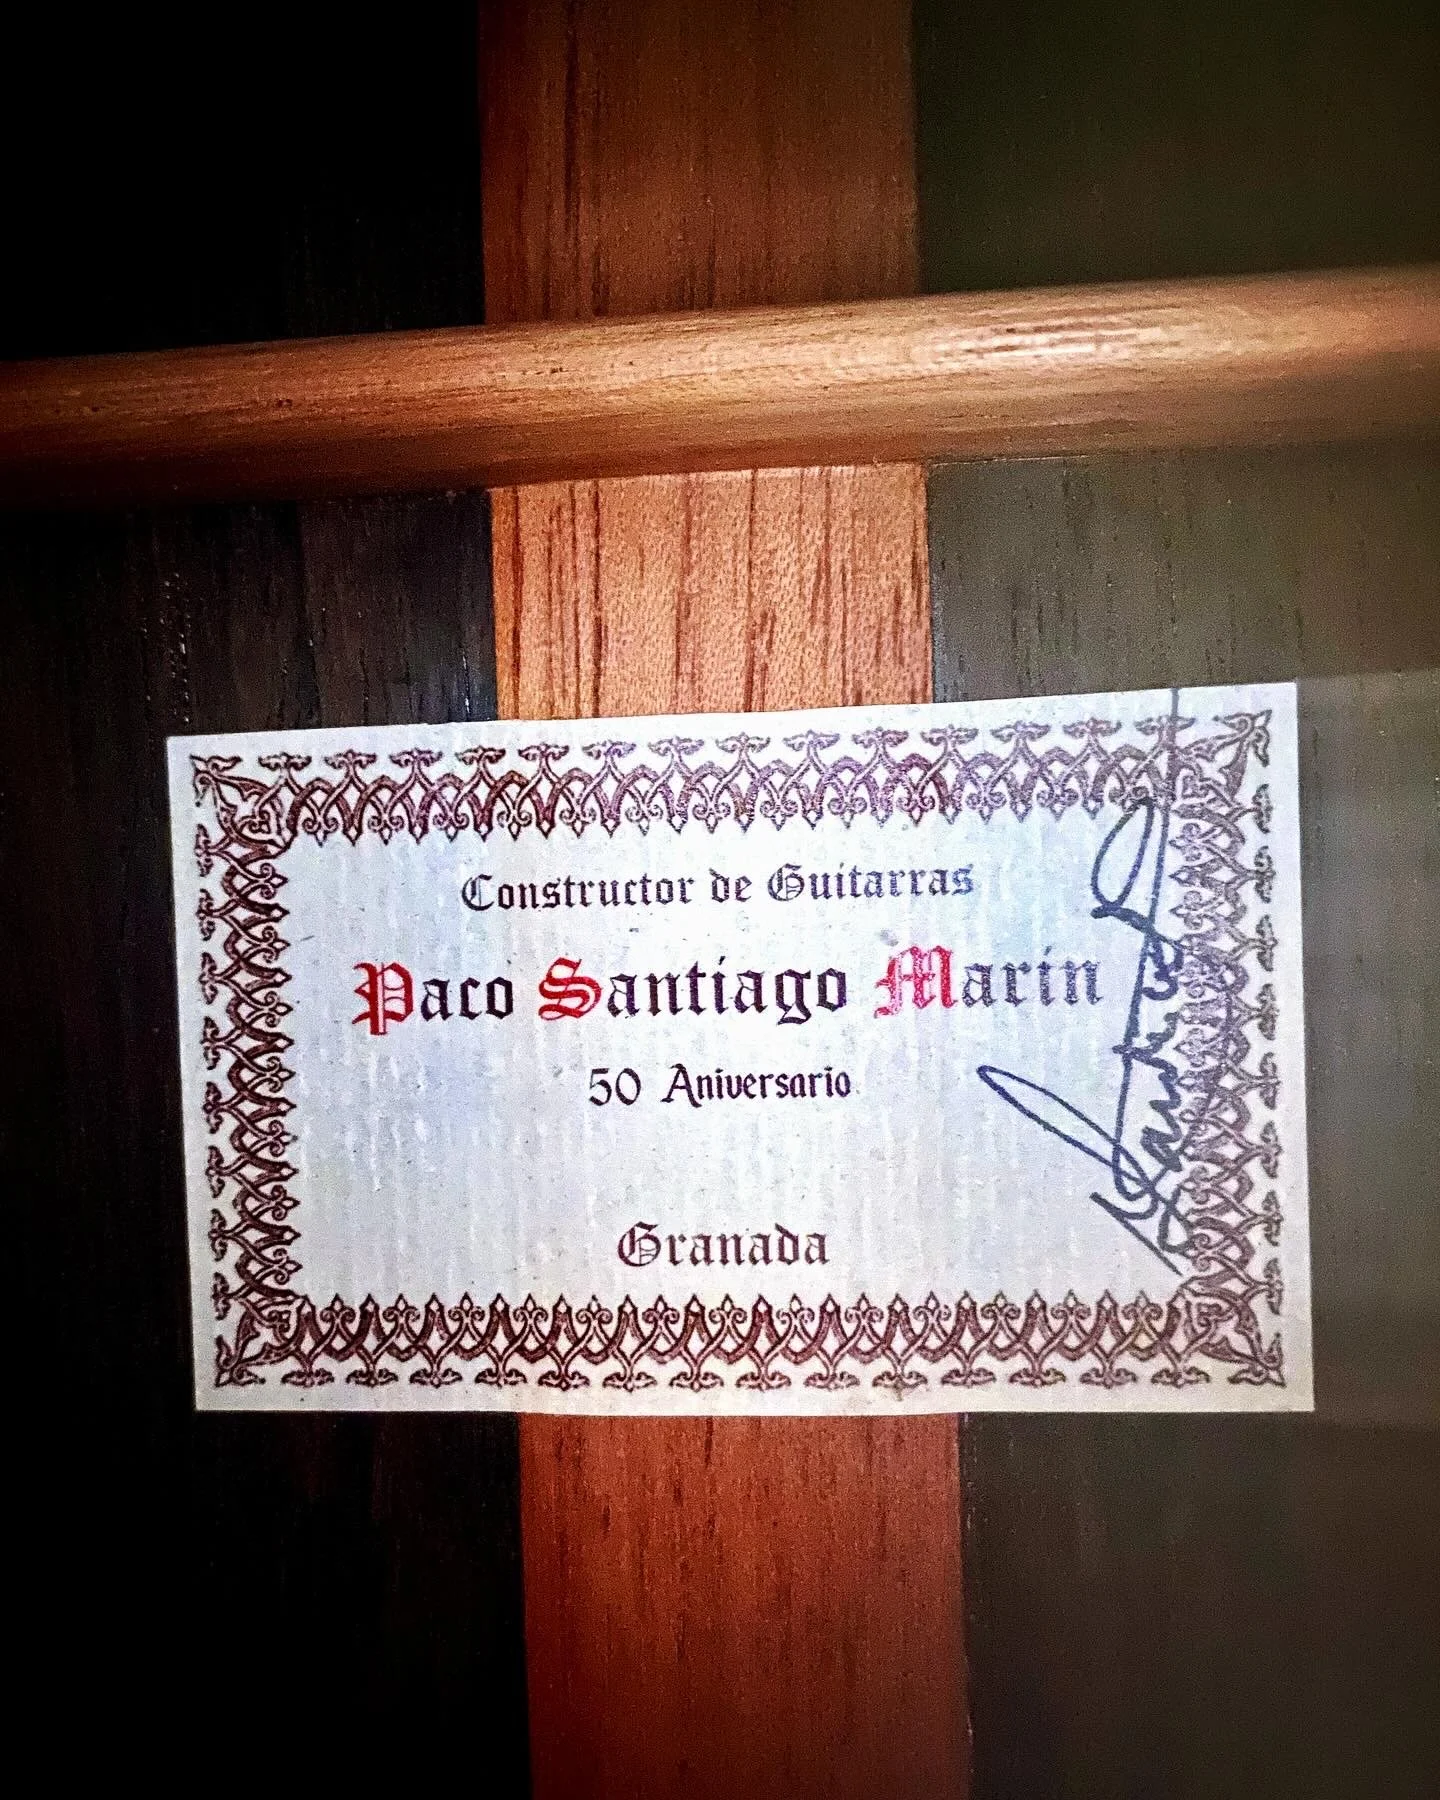 Constructor de Guitarras
Paco Santiago Marin
50 Aniversario
Granada